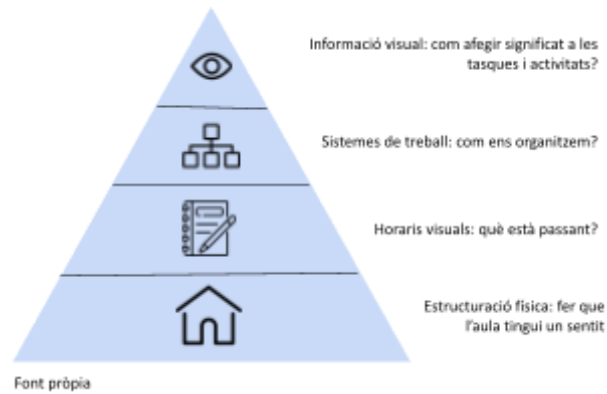 Informació visual: com afegir significat a les
tasques i activitats?
Sistemes de treball: com ens organitzem?
Horaris visuals: què està passant?
Estructuració física: fer que
l'aula tingui un sentit
Font pròpia